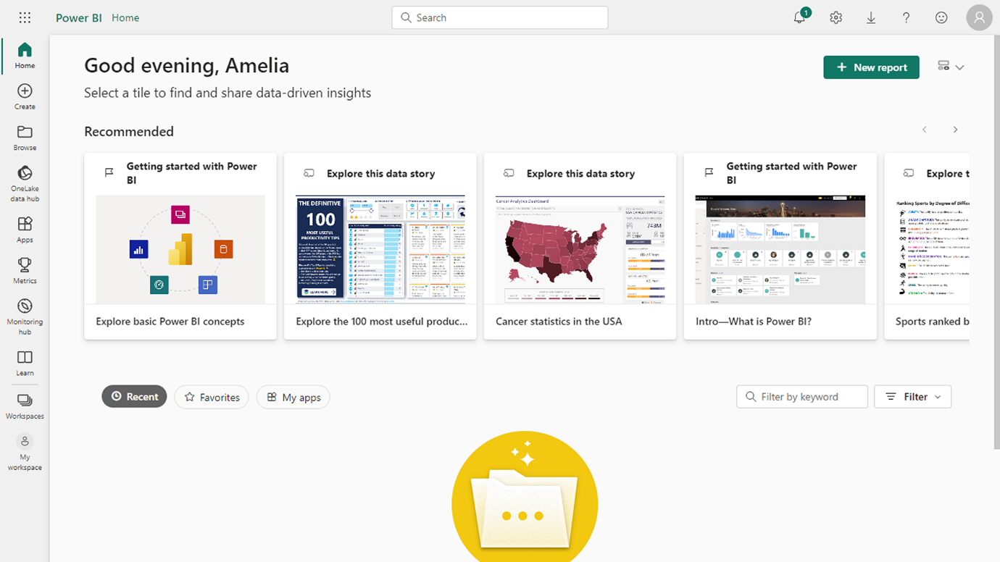 Power BI Home
Search
1
Home
Create
Browse
OneLake
data hub
Apps
Metrics
Monitoring
hub
Learn
Workspaces
My
workspace
Good evening, Amelia
New report
Select a tile to find and share data-driven insights
Recommended
Getting started with Power
BI
Explore basic Power BI concepts
Explore this data story
THE DEFINITIVE
100
MOST USEFUL
PRODUCTIVITY TIPS
LEARN MORE
Explore the 100 most useful produc...
Explore this data story
Cancer Analytics Dashboard
743M
Cancer statistics in the USA
Getting started with Power
BI
Intro—What is Power BI?
Explore t
Ranking Sports by Degree of Diffic
Sports ranked b
Recent
Favorites
My apps
Filter by keyword
Filter